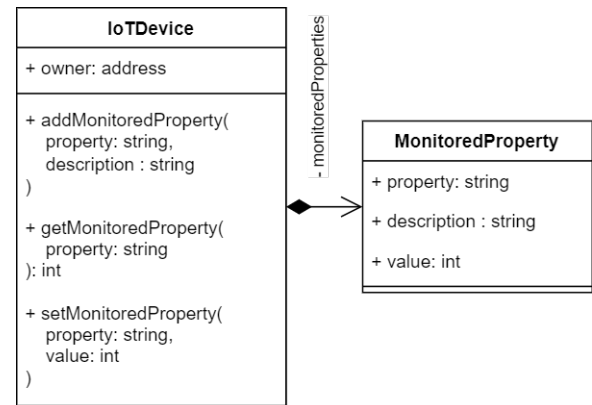 IoTDevice
+ owner: address
+ addMonitoredProperty(
property: string,
description : string
)
+ getMonitoredProperty(
property: string
): int
+ setMonitoredProperty(
property: string,
value: int
)
- monitoredProperties
MonitoredProperty
+ property: string
+ description : string
+ value: int